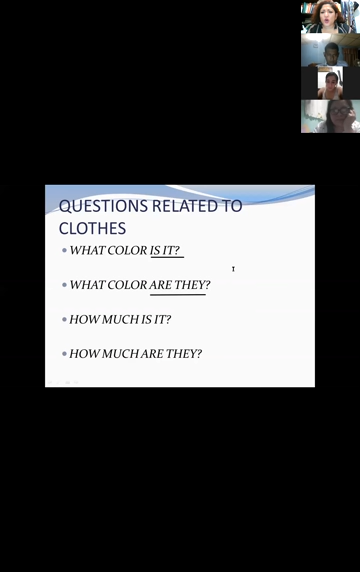 QUESTIONS RELATED TO
CLOTHES
WHAT COLOR IS IT?
WHAT COLOR ARE THEY?
HOW MUCH IS IT?
HOW MUCH ARE THEY?